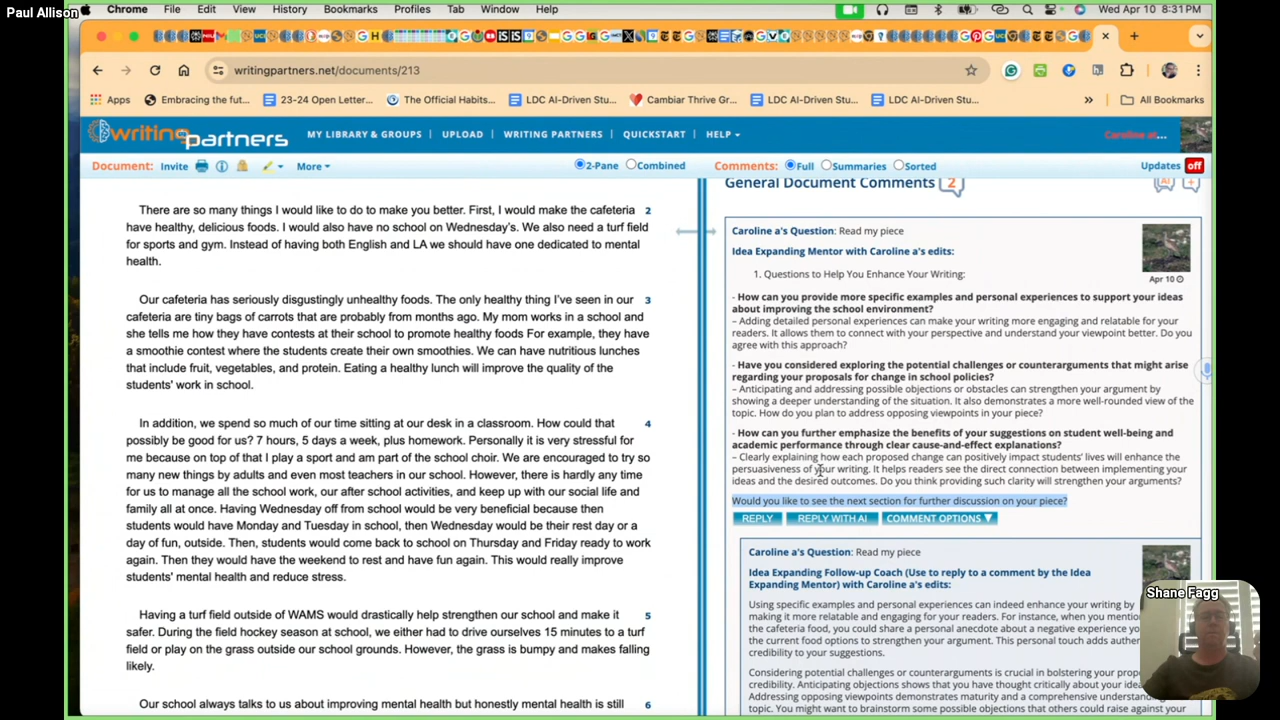 Paul Allison
Chrome File Edit View History Bookmarks Profiles Tab Window Help Wed Apr 10 8:31 PM
writingpartners.net/documents/213
Apps Embracing the fut... 23-24 Open Letter... The Official Habits... LDC AI-Driven Stu... Cambiar Thrive Gr... LDC AI-Driven Stu... LDC AI-Driven Stu... » All Bookmarks
writingpartners MY LIBRARY & GROUPS UPLOAD WRITING PARTNERS QUICKSTART HELP Caroline at...
Document: Invite More 2-Pane Combined Comments: Full Summaries Sorted Updates off
There are so many things I would like to do to make you better. First, I would make the cafeteria 2
have healthy, delicious foods. I would also have no school on Wednesday's. We also need a turf field
for sports and gym. Instead of having both English and LA we should have one dedicated to mental
health.
Our cafeteria has seriously disgustingly unhealthy foods. The only healthy thing I've seen in our 3
cafeteria are tiny bags of carrots that are probably from months ago. My mom works in a school and
she tells me how they have contests at their school to promote healthy foods For example, they have
a smoothie contest where the students create their own smoothies. We can have nutritious lunches
that include fruit, vegetables, and protein. Eating a healthy lunch will improve the quality of the
students' work in school.
In addition, we spend so much of our time sitting at our desk in a classroom. How could that 4
possibly be good for us? 7 hours, 5 days a week, plus homework. Personally it is very stressful for
me because on top of that I play a sport and am part of the school choir. We are encouraged to try so
many new things by adults and even most teachers in our school. However, there is hardly any time
for us to manage all the school work, our after school activities, and keep up with our social life and
family all at once. Having Wednesday off from school would be very beneficial because then
students would have Monday and Tuesday in school, then Wednesday would be their rest day or a
day of fun, outside. Then, students would come back to school on Thursday and Friday ready to work
again. Then they would have the weekend to rest and have fun again. This would really improve
students' mental health and reduce stress.
Having a turf field outside of WAMS would drastically help strengthen our school and make it 5
safer. During the field hockey season at school, we either had to drive ourselves 15 minutes to a turf
field or play on the grass outside our school grounds. However, the grass is bumpy and makes falling
likely.
Our school always talks to us about improving mental health but honestly mental health is still 6
General Document Comments 2
AI +
Caroline a's Question: Read my piece
Idea Expanding Mentor with Caroline a's edits:
Apr 10
1. Questions to Help You Enhance Your Writing:
- How can you provide more specific examples and personal experiences to support your ideas
about improving the school environment?
– Adding detailed personal experiences can make your writing more engaging and relatable for your
readers. It allows them to connect with your perspective and understand your viewpoint better. Do you
agree with this approach?
- Have you considered exploring the potential challenges or counterarguments that might arise
regarding your proposals for change in school policies?
– Anticipating and addressing possible objections or obstacles can strengthen your argument by
showing a deeper understanding of the situation. It also demonstrates a more well-rounded view of the
topic. How do you plan to address opposing viewpoints in your piece?
- How can you further emphasize the benefits of your suggestions on student well-being and
academic performance through clear cause-and-effect explanations?
– Clearly explaining how each proposed change can positively impact students' lives will enhance the
persuasiveness of your writing. It helps readers see the direct connection between implementing your
ideas and the desired outcomes. Do you think providing such clarity will strengthen your arguments?
Would you like to see the next section for further discussion on your piece?
REPLY REPLY WITH AI COMMENT OPTIONS ▼
Caroline a's Question: Read my piece
Idea Expanding Follow-up Coach (Use to reply to a comment by the Idea
Expanding Mentor) with Caroline a's edits:
Using specific examples and personal experiences can indeed enhance your writing by
making it more relatable and engaging for your readers. For instance, when you mention
the cafeteria food, you could share a personal anecdote about a negative experience
the current food options to strengthen your argument. This personal touch adds
credibility to your suggestions.
Considering potential challenges or counterarguments is crucial in bolstering your
credibility. Anticipating objections shows that you have thought critically about your
Addressing opposing viewpoints demonstrates maturity and a comprehensive
topic. You might want to brainstorm some possible objections that others could raise against
Shane Fagg